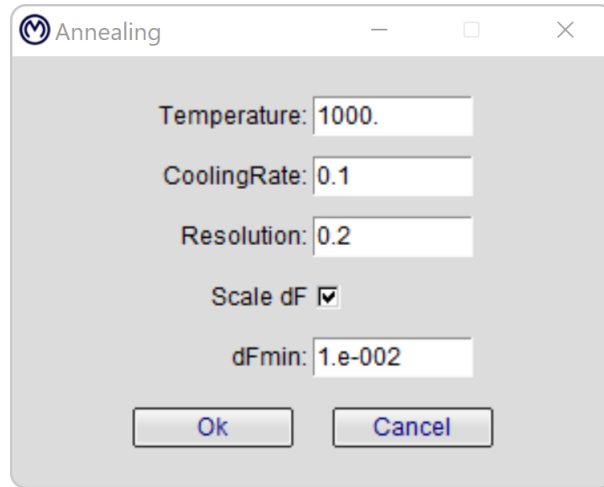 Annealing
Temperature: 1000.
CoolingRate: 0.1
Resolution: 0.2
Scale dF
dFmin: 1.e-002
Ok Cancel